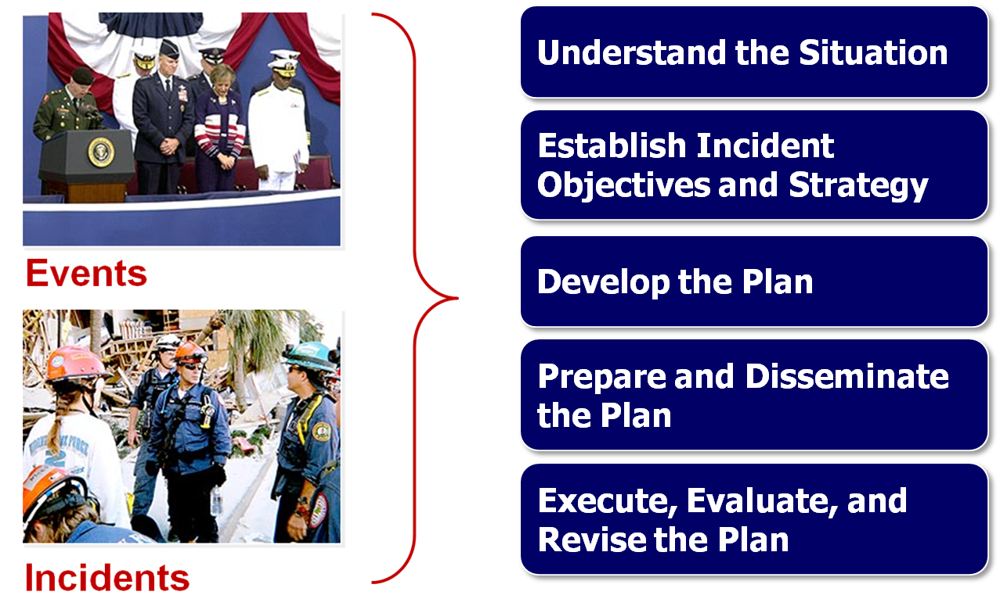 Events
Incidents
Understand the Situation
Establish Incident
Objectives and Strategy
Develop the Plan
Prepare and Disseminate
the Plan
Execute, Evaluate, and
Revise the Plan